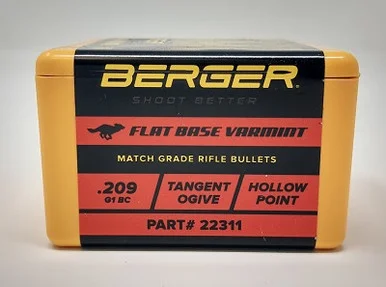 BERGER.
SHOOT BETTER
FLAT BASE VARMINT
MATCH GRADE RIFLE BULLETS
.209
G1 BC
TANGENT
OGIVE
HOLLOW
POINT
PART# 22311